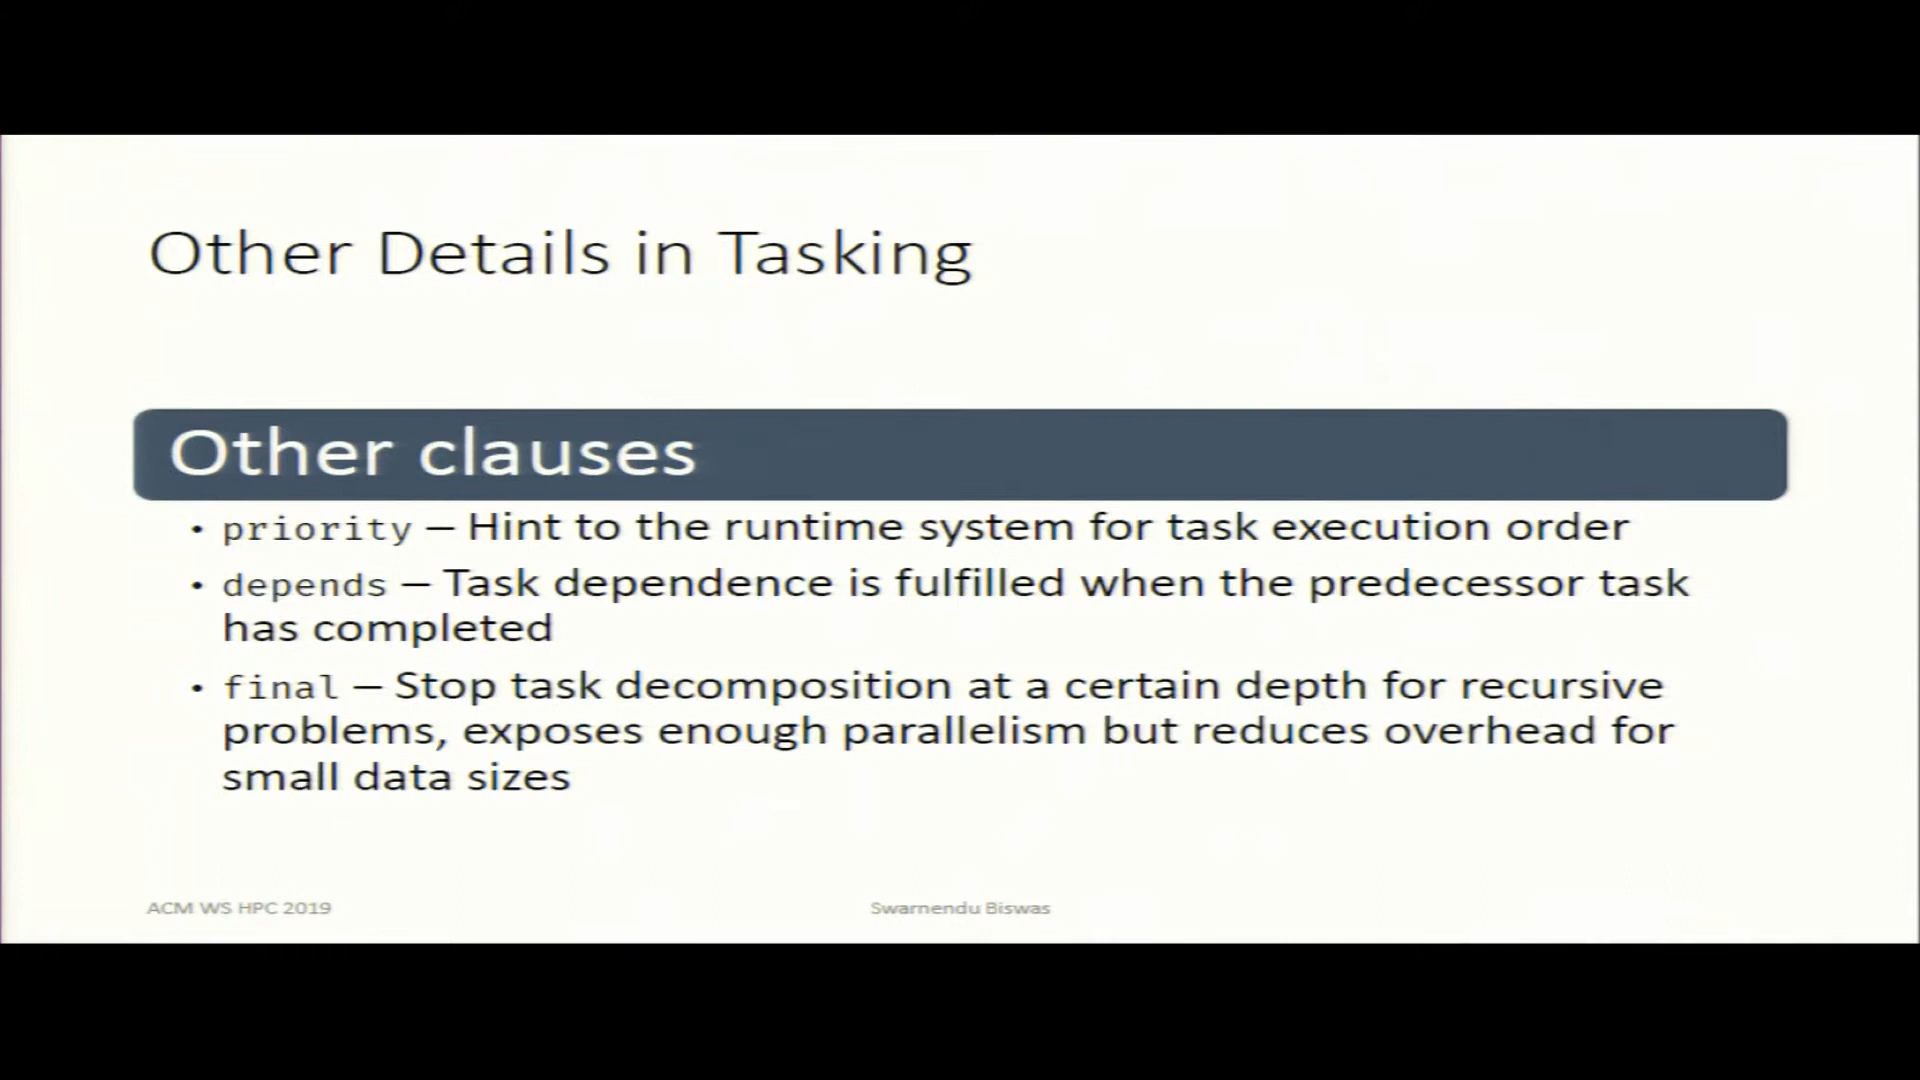 Other Details in Tasking
Other clauses
• priority – Hint to the runtime system for task execution order
• depends – Task dependence is fulfilled when the predecessor task
has completed
• final – Stop task decomposition at a certain depth for recursive
problems, exposes enough parallelism but reduces overhead for
small data sizes
ACM WS HPC 2019
Swarnendu Biswas